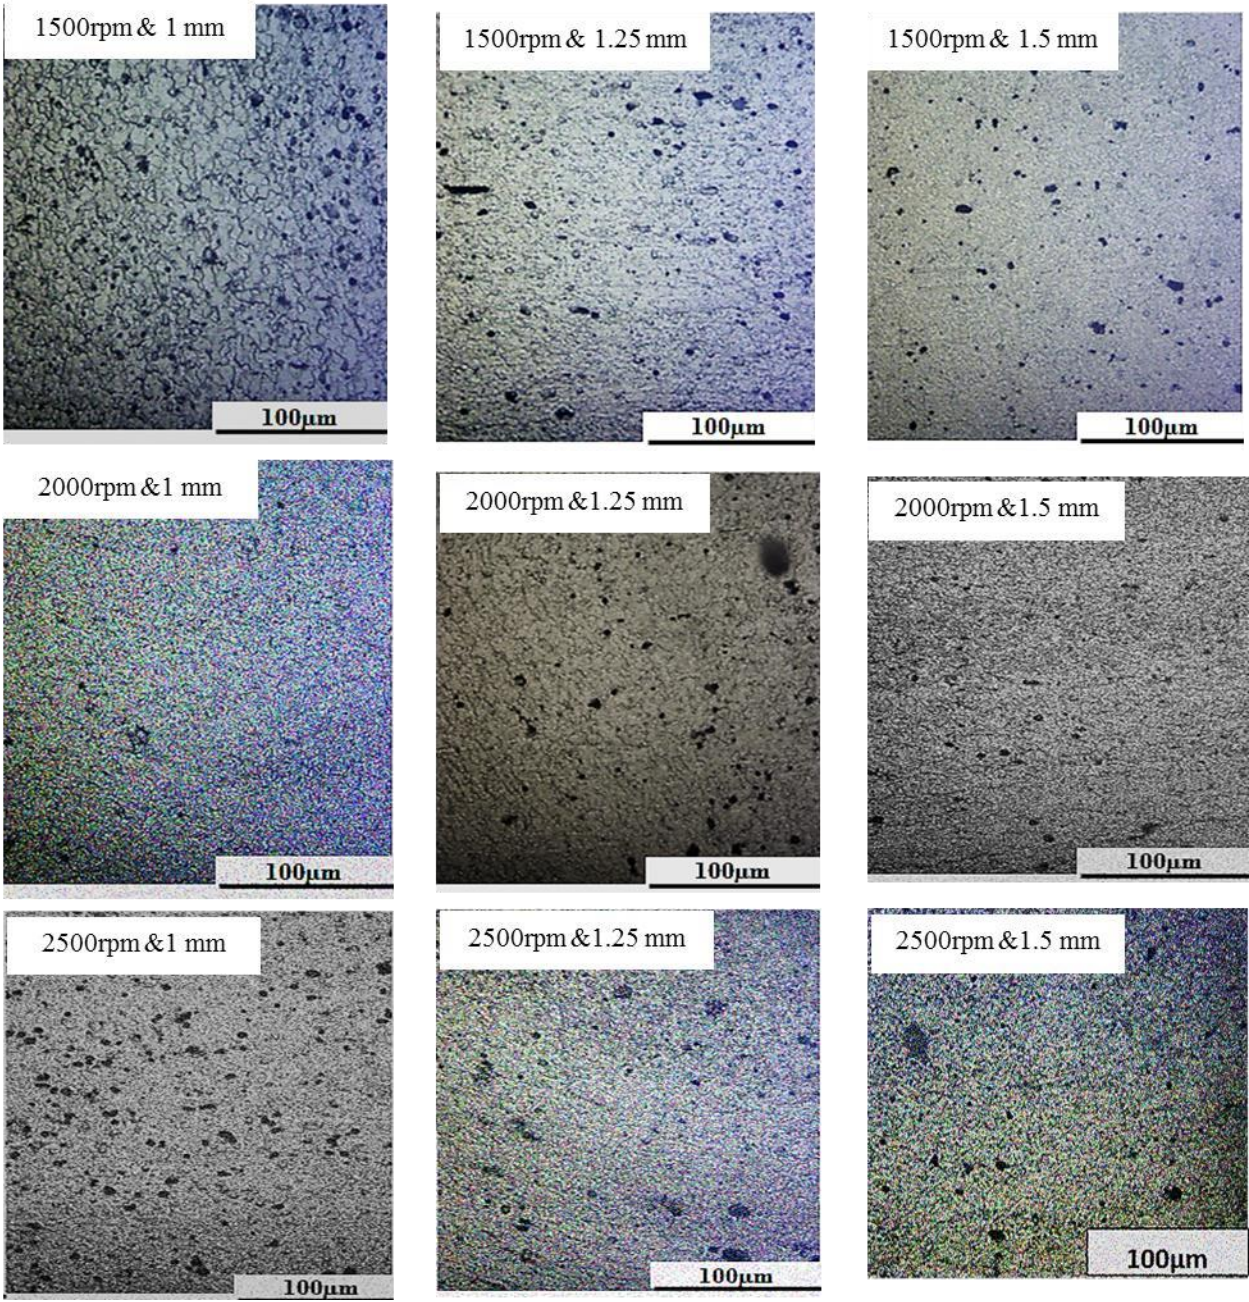 1500rpm & 1 mm
1500rpm & 1.25 mm
1500rpm & 1.5 mm
100μm
100μm
100μm
2000rpm &1 mm
2000rpm &1.25 mm
2000rpm &1.5 mm
100μm
100μm
100μm
2500rpm &1 mm
2500rpm &1.25 mm
2500rpm &1.5 mm
100μm
100μm
100μm